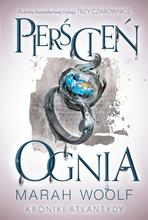 Autorka bestsellerowej trylogii TRZY CZAROWNICE
PIERŚCIEŃ
OGNIA
MARAH WOOLF
KRONIKI ATLANTYDY